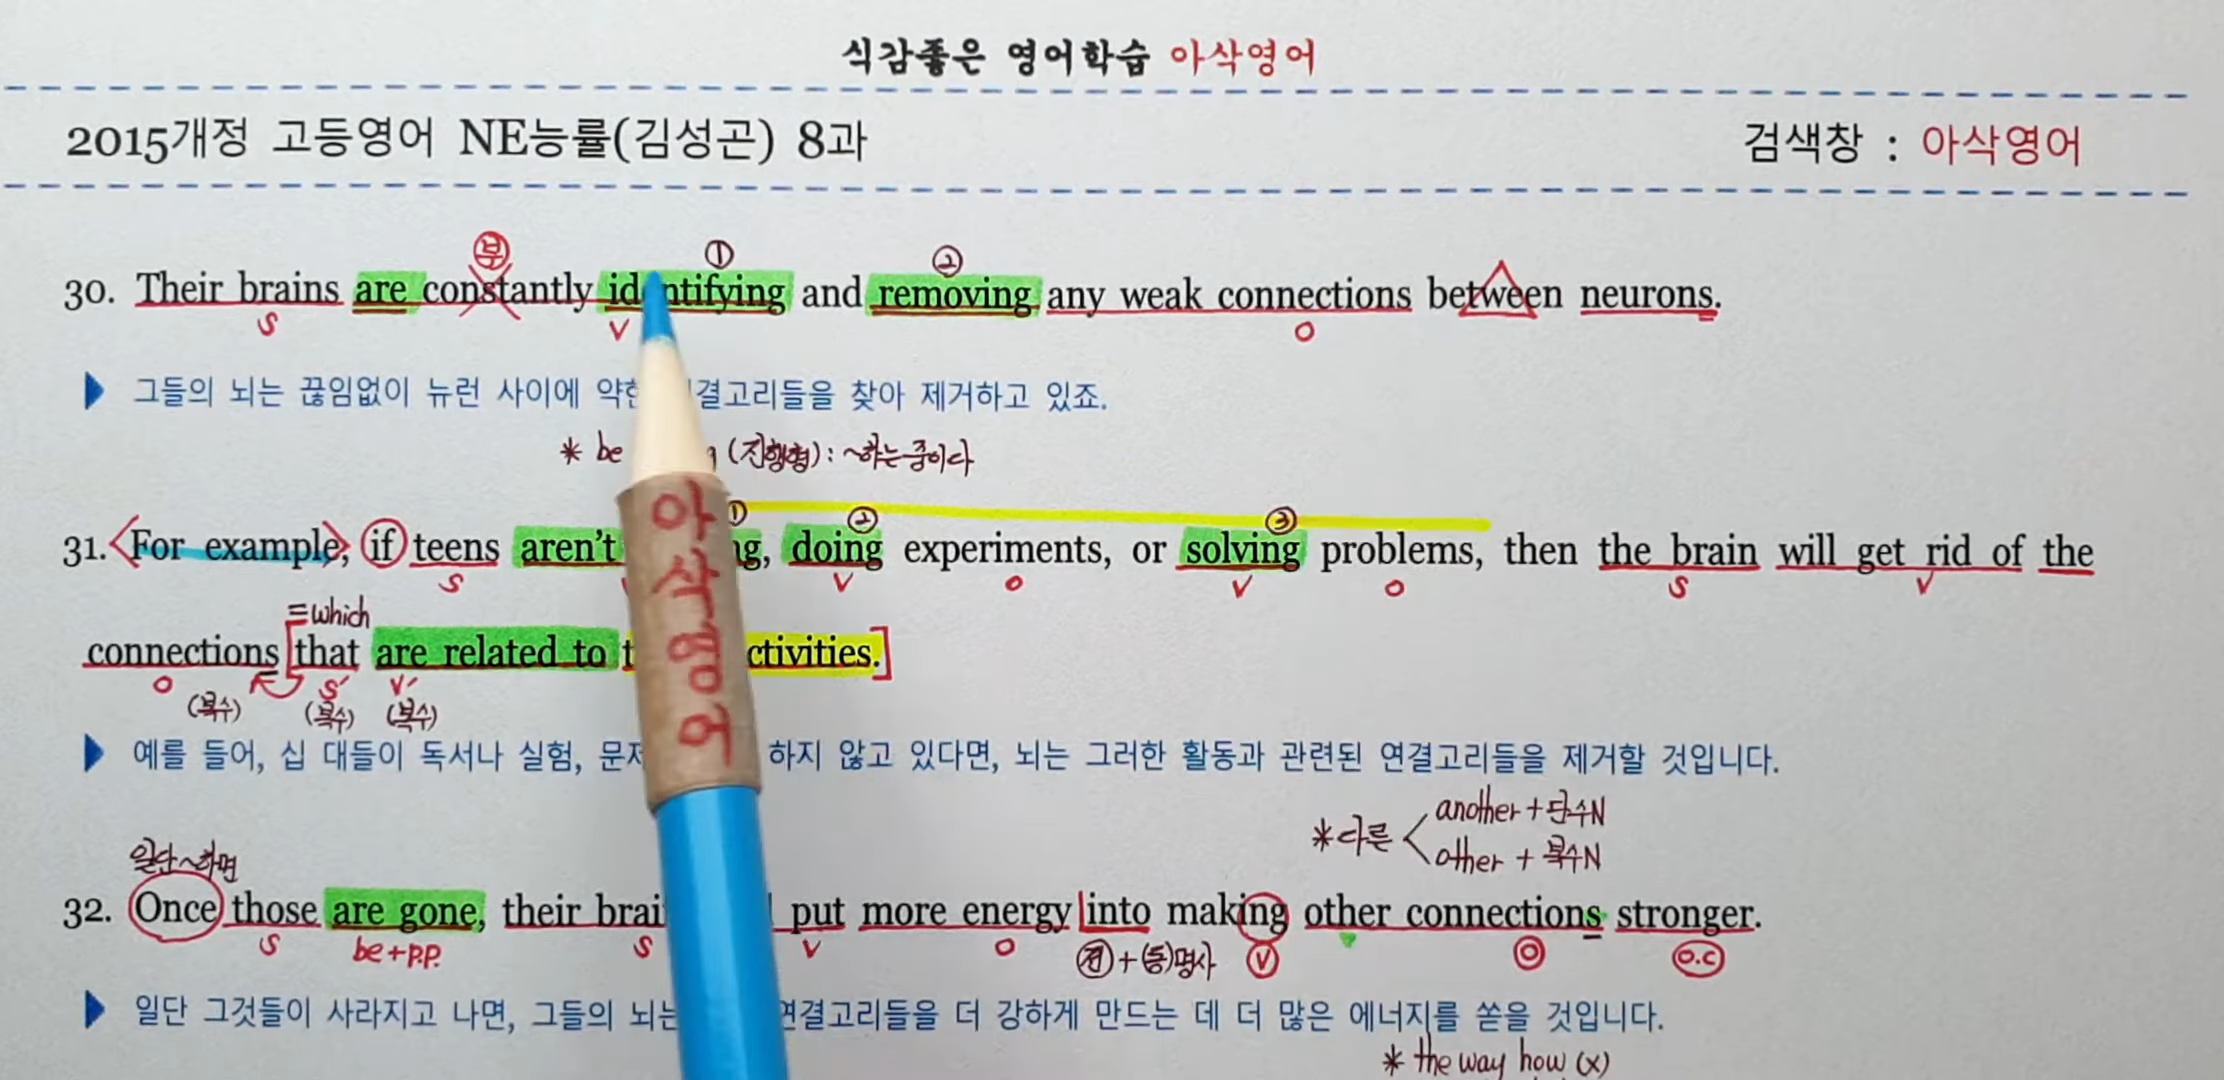 식감좋은 영어학습 아삭영어
2015개정 고등영어 NE능률(김성곤) 8과 검색창 : 아삭영어
부 ① ②
30. Their brains are constantly identifying and removing any weak connections between neurons.
S V O
그들의 뇌는 끊임없이 뉴런 사이에 약한 연결고리들을 찾아 제거하고 있죠.
* be (진행형) : ~하는 중이다
① ② ③
31. <For example>, if teens aren't , doing experiments, or solving problems, then the brain will get rid of the
S V O V O S V
=which
connections [that are related to ctivities.]
O S' V'
(복수) (복수) (복수)
예를 들어, 십 대들이 독서나 실험, 하지 않고 있다면, 뇌는 그러한 활동과 관련된 연결고리들을 제거할 것입니다.
아삭영어
*다른 < another + 단수N
other + 복수N
일단~하면
32. Once those are gone, their brai put more energy into making other connections stronger.
S be+P.P. S V O 전+(동)명사 V O O.C
일단 그것들이 사라지고 나면, 그들의 뇌는 연결고리들을 더 강하게 만드는 데 더 많은 에너지를 쏟을 것입니다.
* the way how (x)